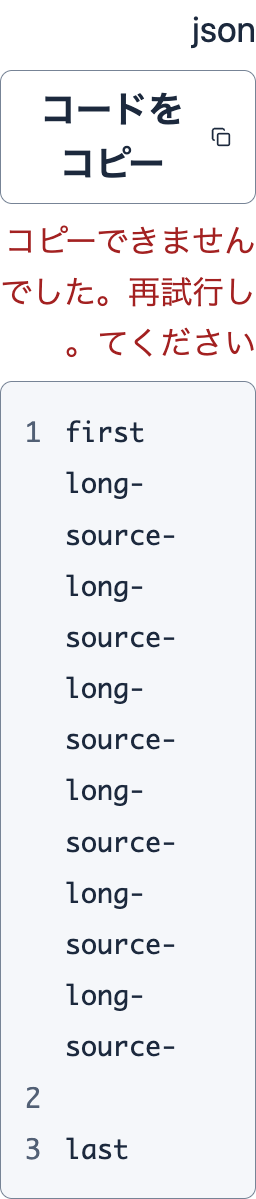 json
コードを
コピー
コピーできません
でした。再試行し
。てください
1 first
long-
source-
long-
source-
long-
source-
long-
source-
long-
source-
long-
source-
2
3 last